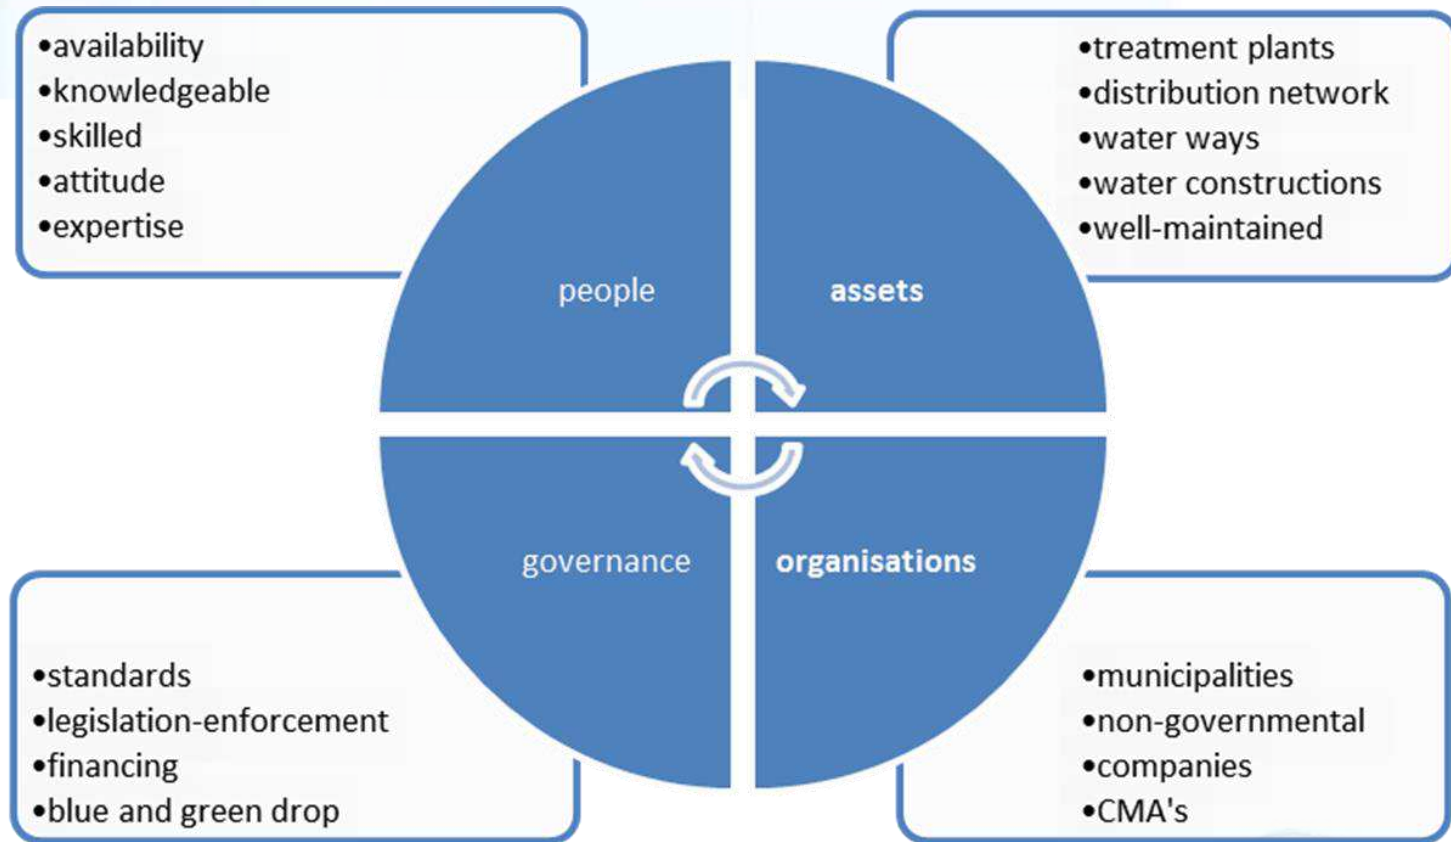 •availability
•knowledgeable
•skilled
•attitude
•expertise
•treatment plants
•distribution network
•water ways
•water constructions
•well-maintained
people
assets
governance
organisations
•standards
•legislation-enforcement
•financing
•blue and green drop
•municipalities
•non-governmental
•companies
•CMA's